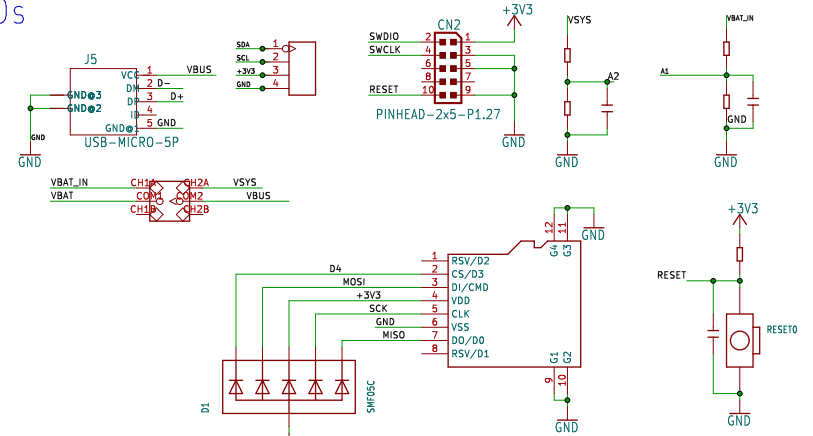 0s
J5
VCC 1 VBUS
DM 2 D-
DP 3 D+
ID 4
GND@1 5 GND
GND@3
GND@2
GND
GND
USB-MICRO-5P
SDA 1
SCL 2
+3V3 3
GND 4
+3V3
CN2
SWDIO 2 1
SWCLK 4 3
6 5
8 7
RESET 10 9
PINHEAD-2x5-P1.27
GND
VSYS
A2
GND
VBAT_IN
A1
GND
GND
VBAT_IN CH1A CH2A VSYS
VBAT COM1 COM2 VBUS
CH1B CH2B
12 11
GND
G4 G3
1 RSV/D2
D4 2 CS/D3
MOSI 3 DI/CMD
+3V3 4 VDD
SCK 5 CLK
GND 6 VSS
MISO 7 DO/D0
8 RSV/D1
G1 G2
9 10
GND
D1
SMF05C
+3V3
RESET
RESET0
GND